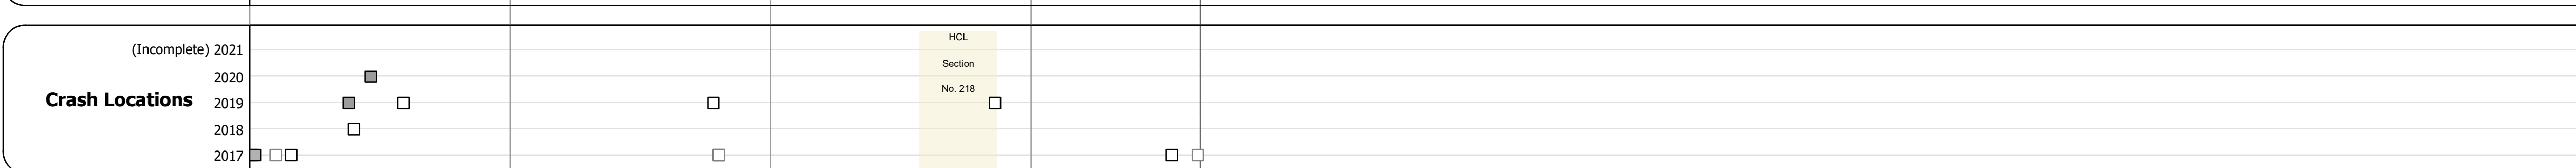 (Incomplete) 2021
2020
Crash Locations
2019
2018
2017
HCL
Section
No. 218